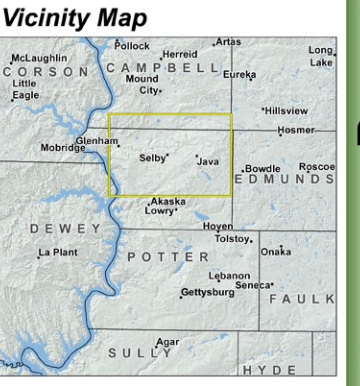 Vicinity Map
Pollock
Artas
McLaughlin
Herreid
Long
Lake
CORSON
CAMPBELL
Little
Eagle
Mound
City
Eureka
Hillsview
Hosmer
Glenham
Mobridge
Selby
Java
Bowdle
Roscoe
EDMUNDS
Akaska
Lowry
DEWEY
Hoven
Tolstoy
La Plant
POTTER
Onaka
Lebanon
Seneca
Gettysburg
FAULK
Agar
SULLY
HYDE